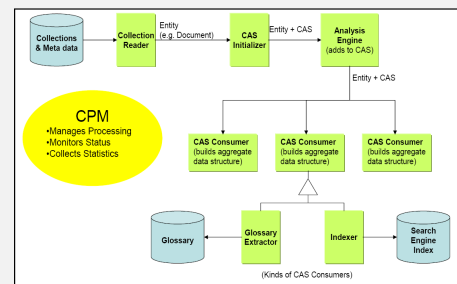 Collections
& Meta data
Collection
Reader
Entity
(e.g. Document)
CAS
Initializer
Entity + CAS
Analysis
Engine
(adds to CAS)
Entity + CAS
CPM
•Manages Processing
•Monitors Status
•Collects Statistics
CAS Consumer
(builds aggregate
data structure)
CAS Consumer
(builds aggregate
data structure)
CAS Consumer
(builds aggregate
data structure)
Glossary
Glossary
Extractor
Indexer
Search
Engine
Index
(Kinds of CAS Consumers)